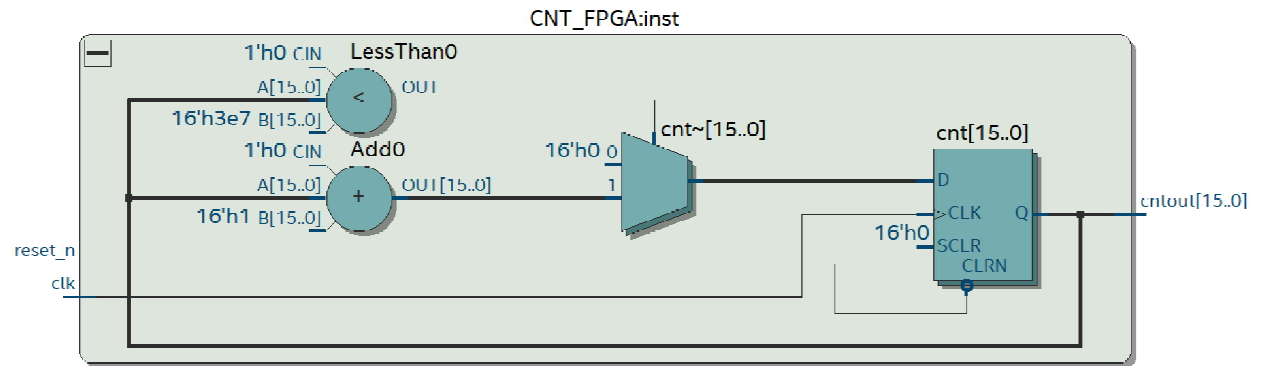 CNT_FPGA:inst
LessThan0
1'h0 CIN
A[15..0]
OUT
<
16'h3e7 B[15..0]
Add0
1'h0 CIN
A[15..0]
OUT[15..0]
+
16'h1 B[15..0]
cnt~[15..0]
16'h0 0
1
cnt[15..0]
D
CLK
Q
16'h0
SCLR
CLRN
cntout[15..0]
reset_n
clk